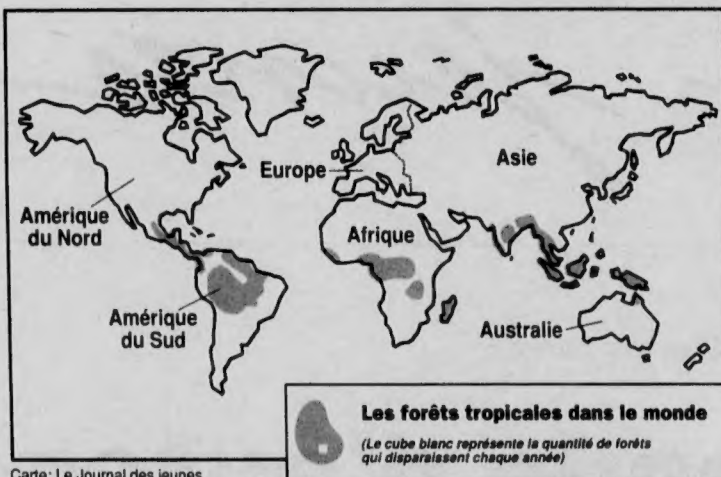 Europe
Asie
Amérique
du Nord
Afrique
Amérique
du Sud
Australie
Les forêts tropicales dans le monde
(Le cube blanc représente la quantité de forêts
qui disparaissent chaque année)
Carte: Le Journal des jeunes